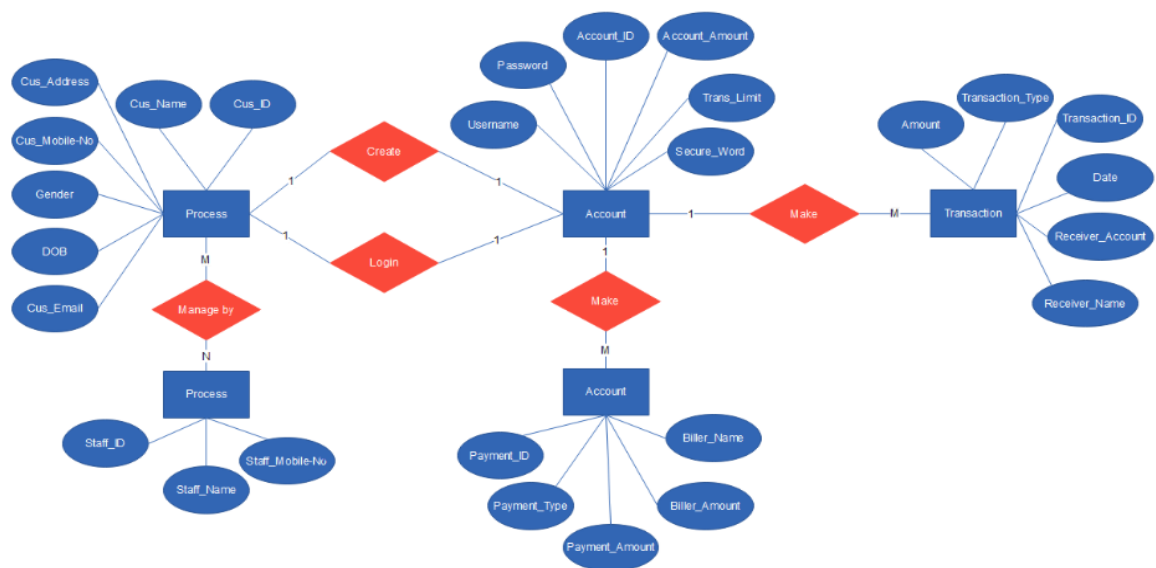 Account_ID
Account_Amount
Cus_Address
Password
Cus_Name
Cus_ID
Trans_Limit
Transaction_Type
Cus_Mobile-No
Username
Amount
Transaction_ID
Create
Secure_Word
Gender
1
1
Date
Process
Account
1
Make
M
Transaction
1
1
DOB
Receiver_Account
M
Login
1
Cus_Email
Manage by
Make
Receiver_Name
N
M
Process
Account
Staff_ID
Staff_Mobile-No
Biller_Name
Payment_ID
Staff_Name
Payment_Type
Biller_Amount
Payment_Amount